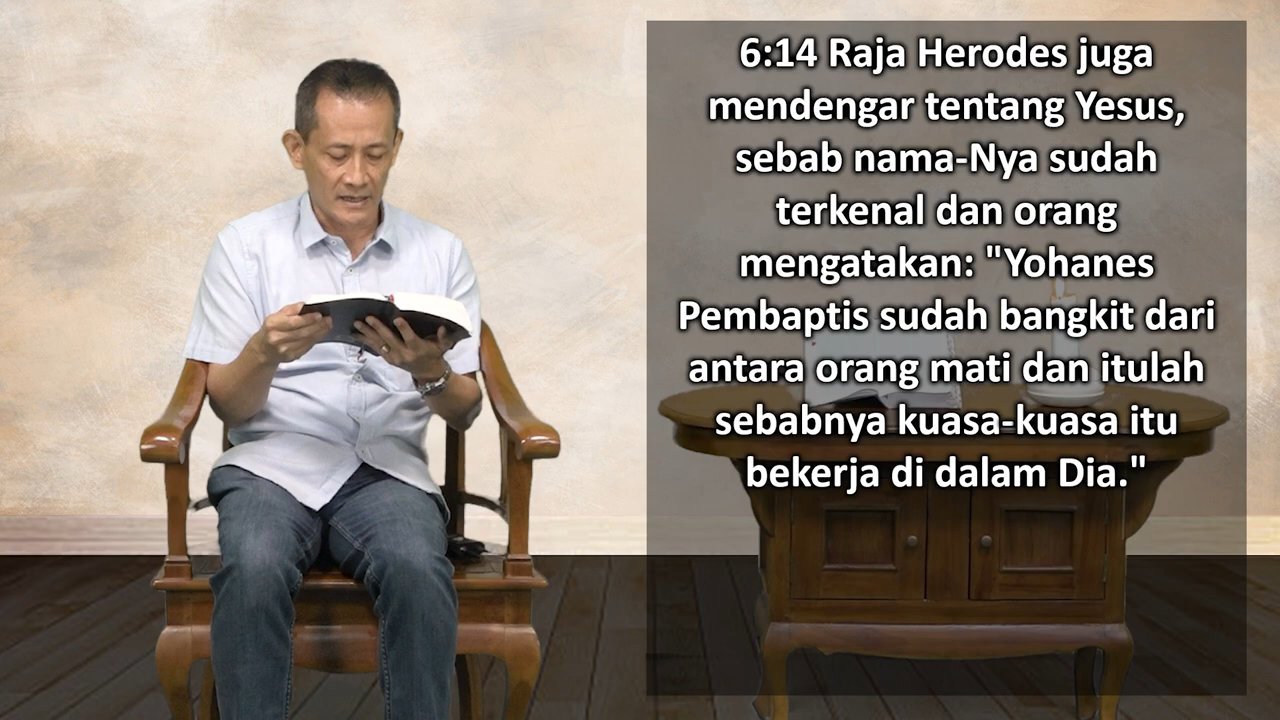 6:14 Raja Herodes juga
mendengar tentang Yesus,
sebab nama-Nya sudah
terkenal dan orang
mengatakan: "Yohanes
Pembaptis sudah bangkit dari
antara orang mati dan itulah
sebabnya kuasa-kuasa itu
bekerja di dalam Dia."